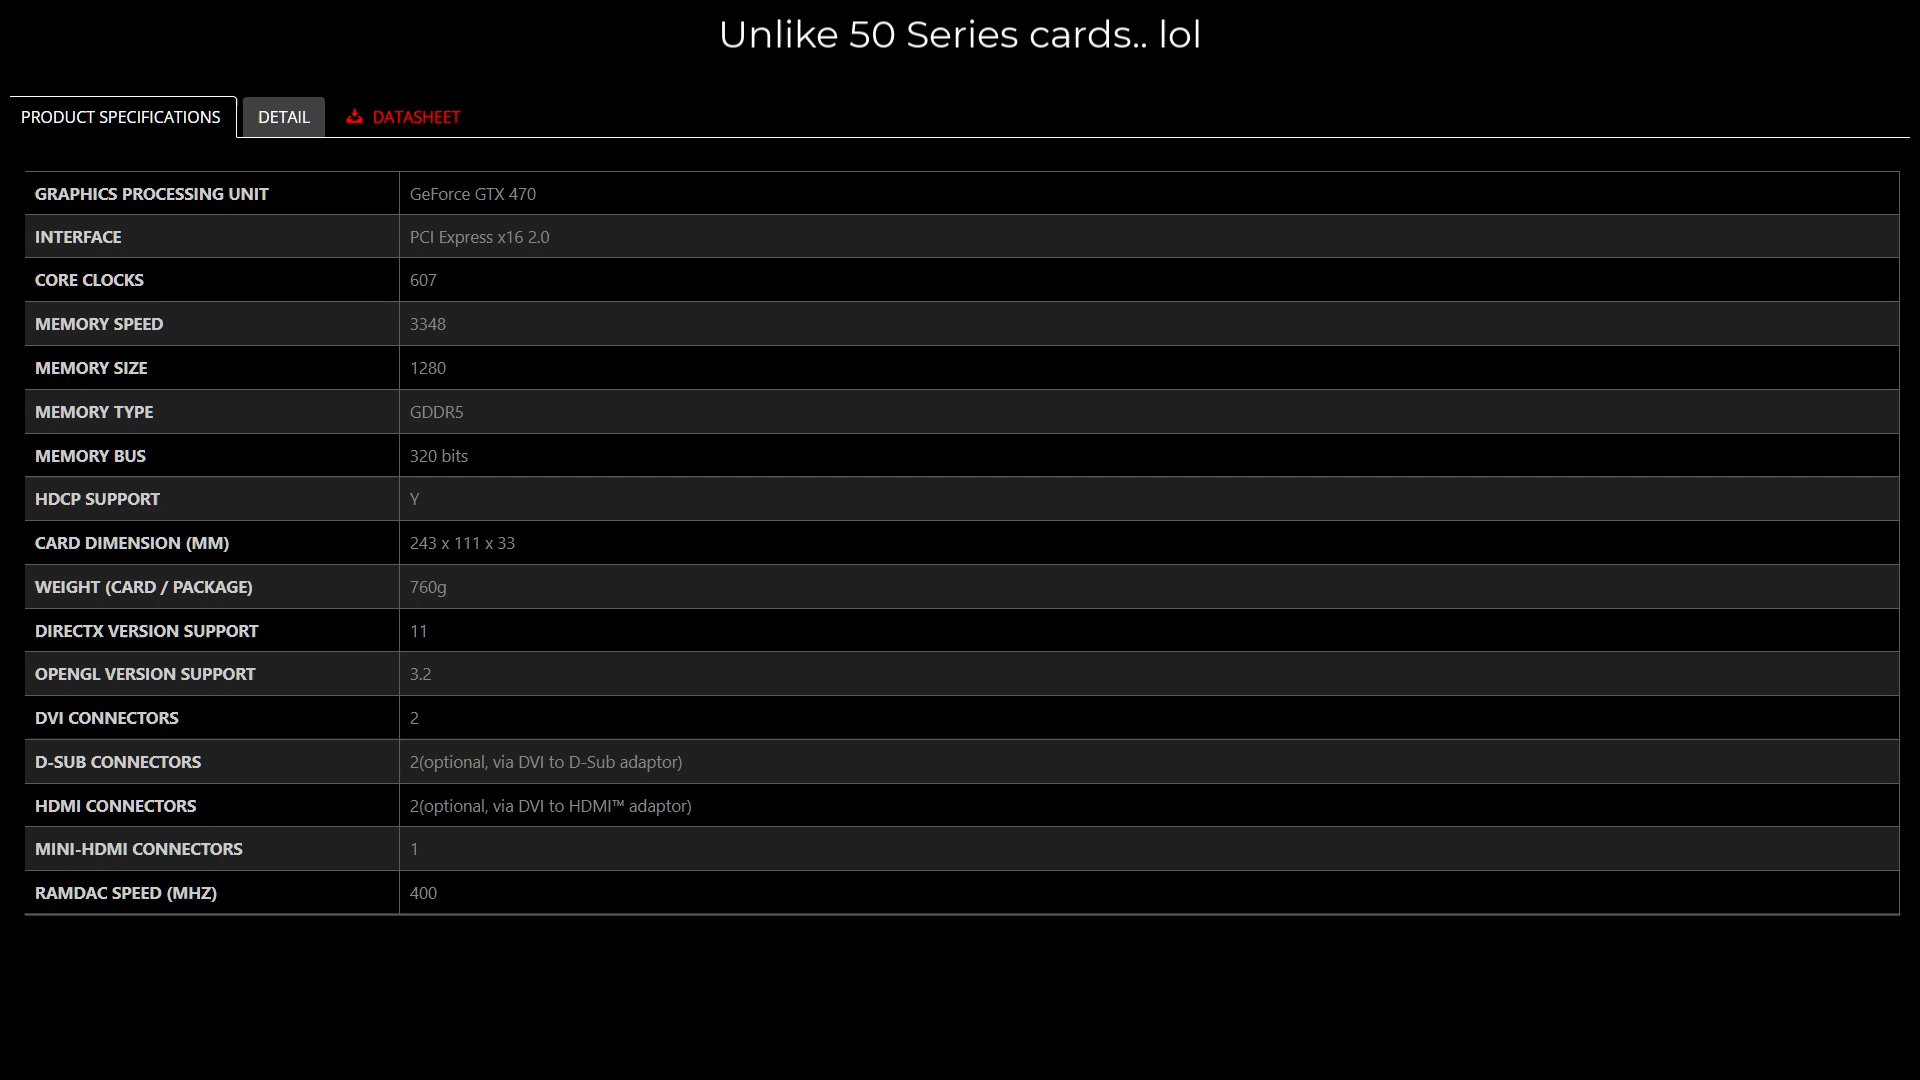 Unlike 50 Series cards.. lol
PRODUCT SPECIFICATIONS DETAIL DATASHEET
GRAPHICS PROCESSING UNIT GeForce GTX 470
INTERFACE PCI Express x16 2.0
CORE CLOCKS 607
MEMORY SPEED 3348
MEMORY SIZE 1280
MEMORY TYPE GDDR5
MEMORY BUS 320 bits
HDCP SUPPORT Y
CARD DIMENSION (MM) 243 x 111 x 33
WEIGHT (CARD / PACKAGE) 760g
DIRECTX VERSION SUPPORT 11
OPENGL VERSION SUPPORT 3.2
DVI CONNECTORS 2
D-SUB CONNECTORS 2(optional, via DVI to D-Sub adaptor)
HDMI CONNECTORS 2(optional, via DVI to HDMI™ adaptor)
MINI-HDMI CONNECTORS 1
RAMDAC SPEED (MHZ) 400